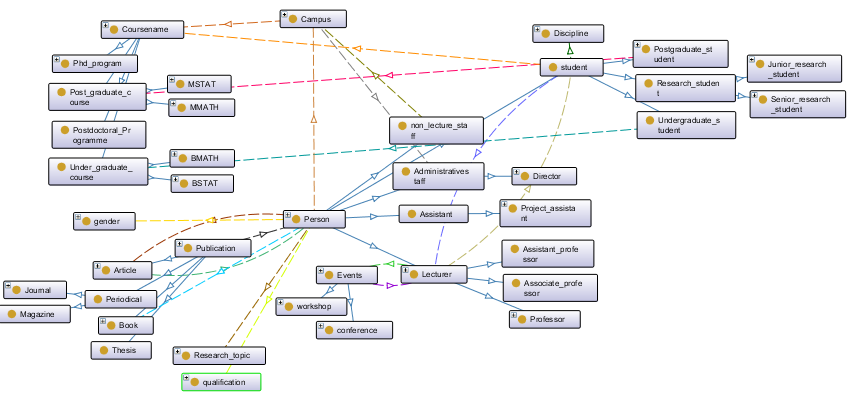 Campus
Coursename
Discipline
Postgraduate_st
udent
Phd_program
student
Junior_research
_student
Post_graduate_c
ourse
MSTAT
Research_studen
t
MMATH
Senior_research
_student
Postdoctoral_Pr
ogramme
non_lecture_sta
ff
Undergraduate_s
tudent
BMATH
Under_graduate_
course
BSTAT
Administratives
taff
Director
gender
Person
Assistant
Project_assista
nt
Publication
Assistant_profe
ssor
Article
Events
Lecturer
Journal
Periodical
Associate_profe
ssor
Magazine
workshop
Book
conference
Professor
Thesis
Research_topic
qualification